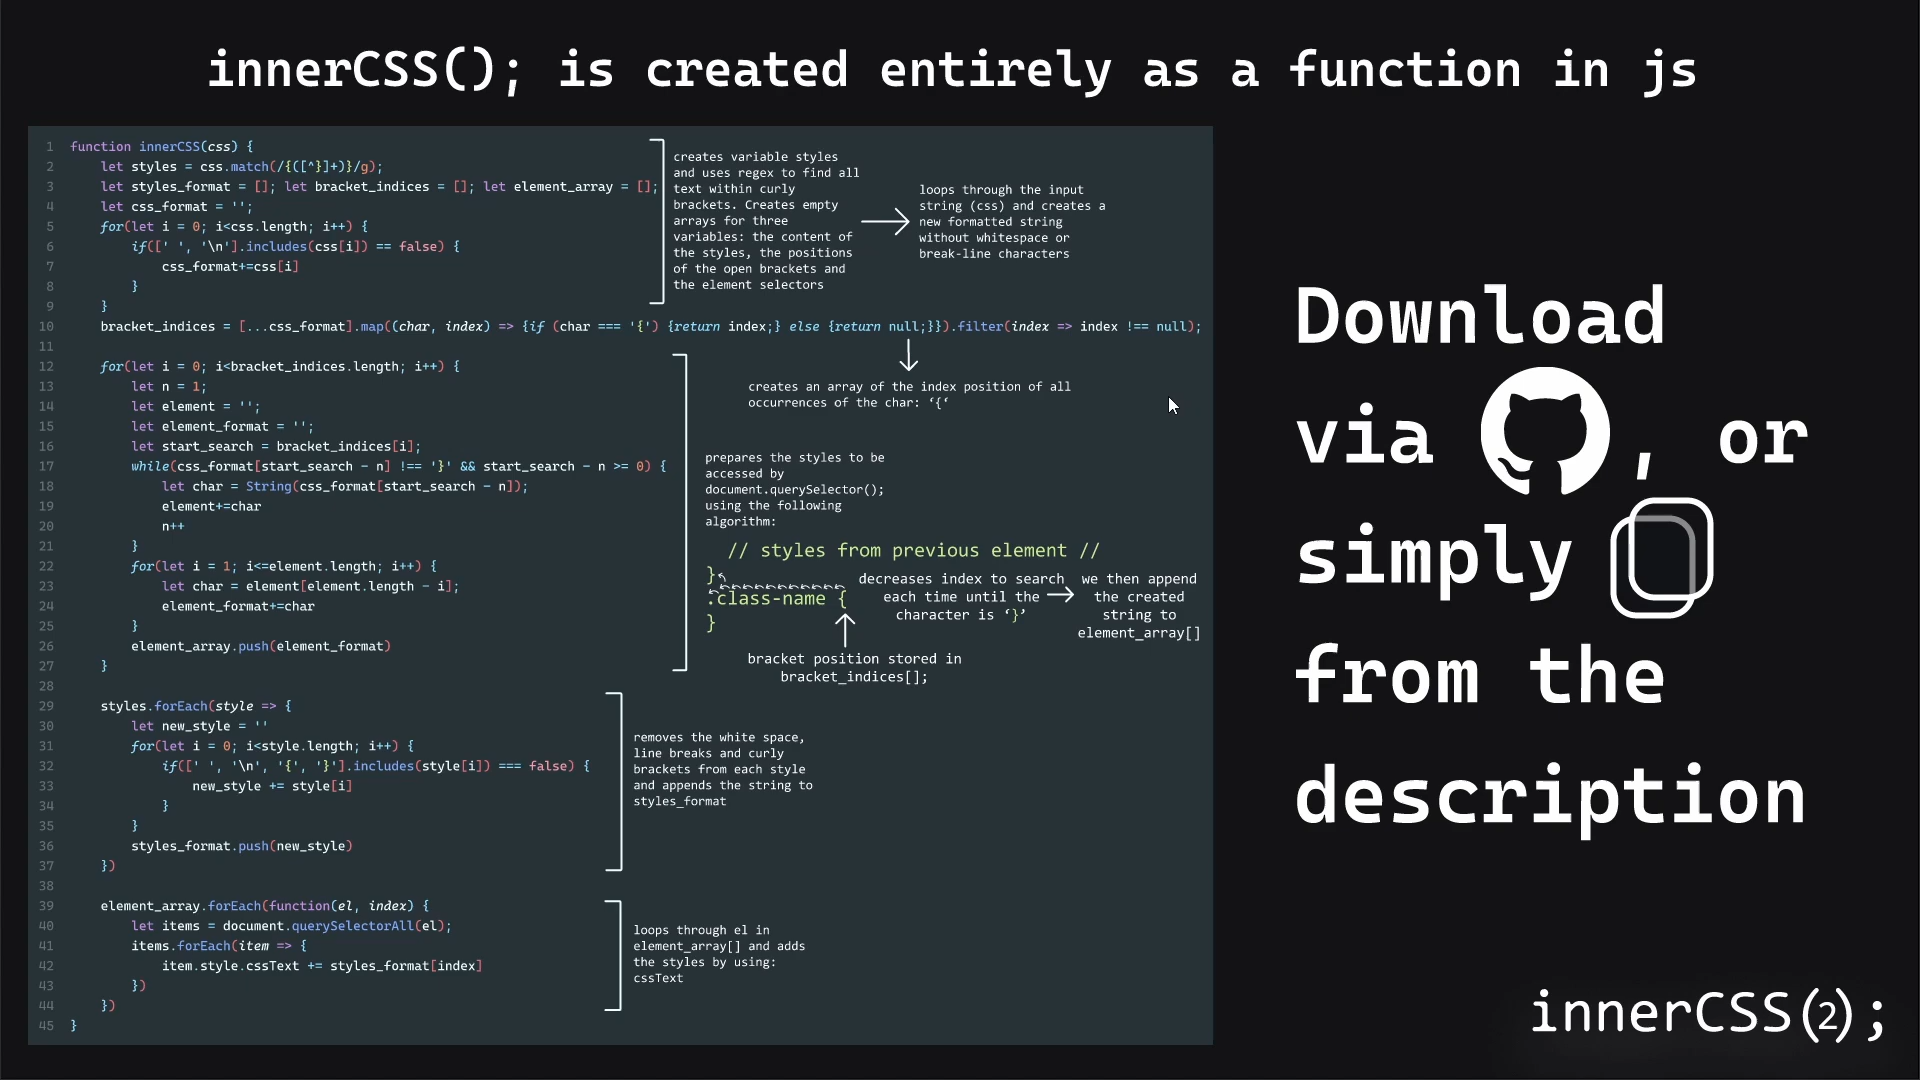 innerCSS(); is created entirely as a function in js
1 function innerCSS(css) {
2 let styles = css.match(/{([^}]+)}/g);
3 let styles_format = []; let bracket_indices = []; let element_array = [];
4 let css_format = '';
5 for(let i = 0; i<css.length; i++) {
6 if([' ', '\n'].includes(css[i]) == false) {
7 css_format+=css[i]
8 }
9 }
10 bracket_indices = [...css_format].map((char, index) => {if (char === '{') {return index;} else {return null;}}).filter(index => index !== null);
11
12 for(let i = 0; i<bracket_indices.length; i++) {
13 let n = 1;
14 let element = '';
15 let element_format = '';
16 let start_search = bracket_indices[i];
17 while(css_format[start_search - n] !== '}' && start_search - n >= 0) {
18 let char = String(css_format[start_search - n]);
19 element+=char
20 n++
21 }
22 for(let i = 1; i<=element.length; i++) {
23 let char = element[element.length - i];
24 element_format+=char
25 }
26 element_array.push(element_format)
27 }
28
29 styles.forEach(style => {
30 let new_style = ''
31 for(let i = 0; i<style.length; i++) {
32 if([' ', '\n', '{', '}'].includes(style[i]) === false) {
33 new_style += style[i]
34 }
35 }
36 styles_format.push(new_style)
37 })
38
39 element_array.forEach(function(el, index) {
40 let items = document.querySelectorAll(el);
41 items.forEach(item => {
42 item.style.cssText += styles_format[index]
43 })
44 })
45 }
creates variable styles
and uses regex to find all
text within curly
brackets. Creates empty
arrays for three
variables: the content of
the styles, the positions
of the open brackets and
the element selectors
loops through the input
string (css) and creates a
new formatted string
without whitespace or
break-line characters
creates an array of the index position of all
occurrences of the char: ‘{‘
prepares the styles to be
accessed by
document.querySelector();
using the following
algorithm:
// styles from previous element //
}
.class-name {
}
decreases index to search
each time until the
character is ‘}’
we then append
the created
string to
element_array[]
bracket position stored in
bracket_indices[];
removes the white space,
line breaks and curly
brackets from each style
and appends the string to
styles_format
loops through el in
element_array[] and adds
the styles by using:
cssText
Download
via , or
simply
from the
description
innerCSS(2);